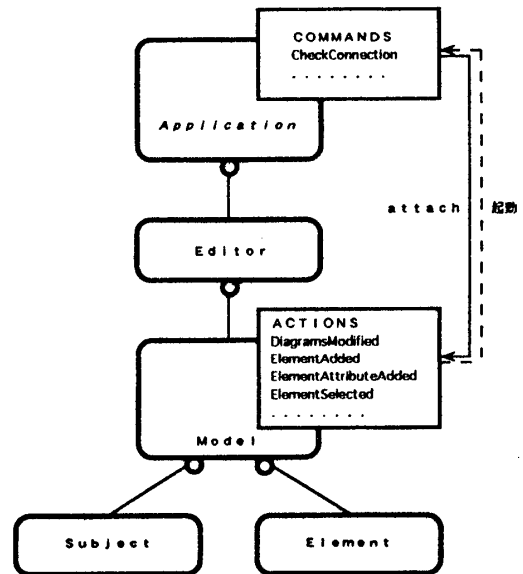 COMMANDS
CheckConnection
. . . . . . . .
Application
attach
起動
Editor
ACTIONS
DiagramsModified
ElementAdded
ElementAttributeAdded
ElementSelected
. . . . . . . .
Model
Subject
Element